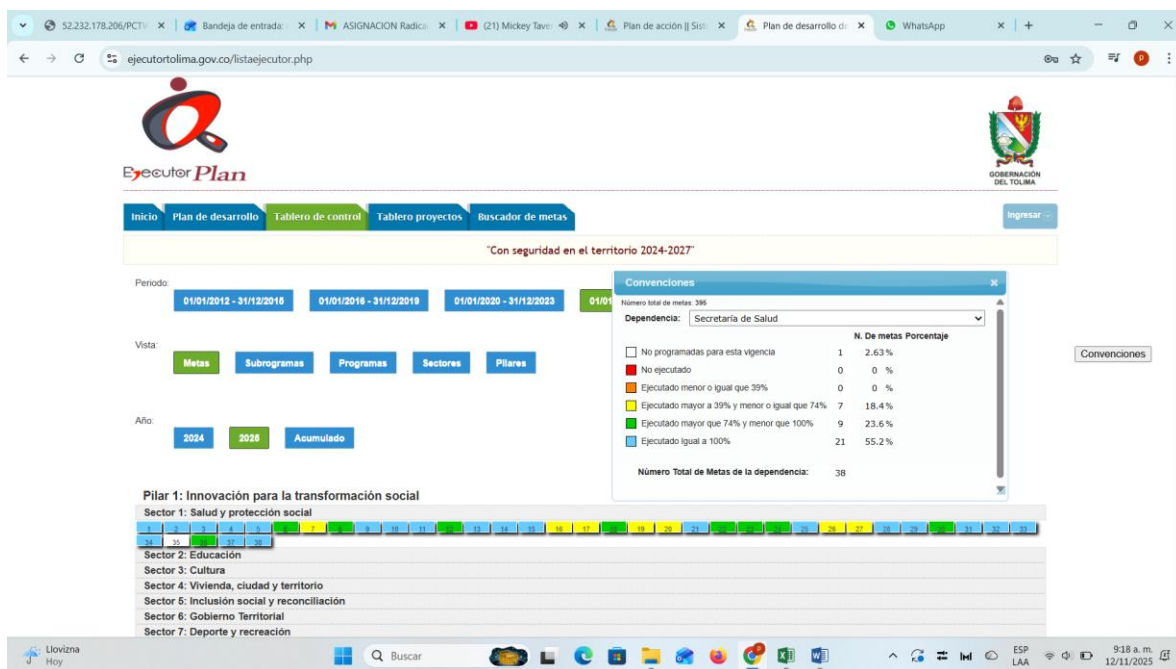 52.232.178.206/PCTV
Bandeja de entrada:
ASIGNACION Radica
(21) Mickey Taver
Plan de acción || Sist
Plan de desarrollo d
WhatsApp
ejecutortolima.gov.co/listaejecutor.php
Ejecutor Plan
GOBERNACIÓN
DEL TOLIMA
Inicio
Plan de desarrollo
Tablero de control
Tablero proyectos
Buscador de metas
Ingresar
"Con seguridad en el territorio 2024-2027"
Periodo:
01/01/2012 - 31/12/2015
01/01/2016 - 31/12/2019
01/01/2020 - 31/12/2023
01/01
Convenciones
Número total de metas: 395
Dependencia: Secretaría de Salud
N. De metas Porcentaje
No programadas para esta vigencia 1 2.63 %
No ejecutado 0 0 %
Ejecutado menor o igual que 39% 0 0 %
Ejecutado mayor a 39% y menor o igual que 74% 7 18.4 %
Ejecutado mayor que 74% y menor que 100% 9 23.6 %
Ejecutado Igual a 100% 21 55.2 %
Número Total de Metas de la dependencia: 38
Convenciones
Vista:
Metas
Subrogramas
Programas
Sectores
Pilares
Año:
2024
2025
Acumulado
Pilar 1: Innovación para la transformación social
Sector 1: Salud y protección social
1 2 3 4 5 6 7 8 9 10 11 12 13 14 15 16 17 18 19 20 21 22 23 24 25 26 27 28 29 30 31 32 33
34 35 36 37 38
Sector 2: Educación
Sector 3: Cultura
Sector 4: Vivienda, ciudad y territorio
Sector 5: Inclusión social y reconciliación
Sector 6: Gobierno Territorial
Sector 7: Deporte y recreación
Llovizna
Hoy
Buscar
ESP
LAA
9:18 a. m.
12/11/2025